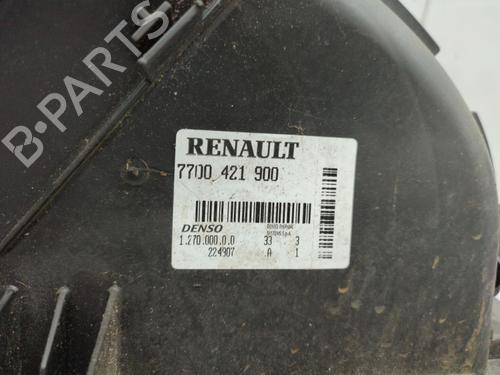 B-PARTS
RENAULT
7700 421 900
DENSO
1.270.000.0.0 33 3
224907 A 1